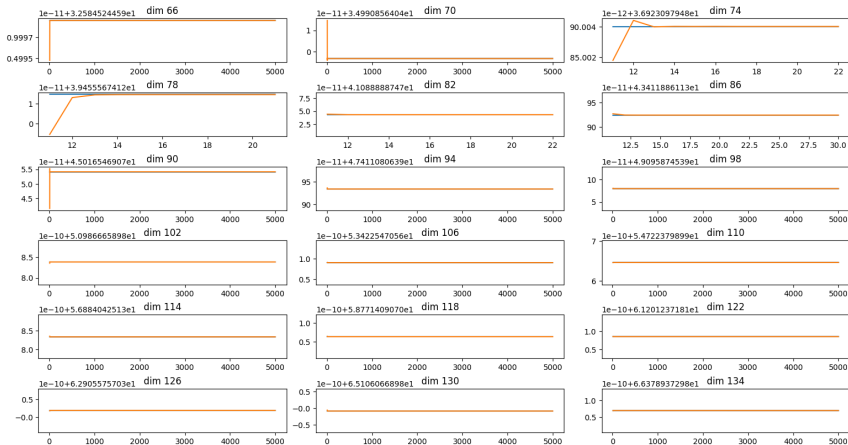 dim 66 dim 70 dim 74
1e-11+3.2584524459e1 1e-11+3.4990856404e1 1e-12+3.6923097948e1
0.9997 1 90.004
0.4995 0 85.002
0 1000 2000 3000 4000 5000 0 1000 2000 3000 4000 5000 12 14 16 18 20 22
dim 78 dim 82 dim 86
1e-11+3.9455567412e1 1e-11+4.1088888747e1 1e-12+4.3411886113e1
1 7.5 95
0 5.0 90
2.5
12 14 16 18 20 12 14 16 18 20 22 12.5 15.0 17.5 20.0 22.5 25.0 27.5 30.0
dim 90 dim 94 dim 98
1e-11+4.5016546907e1 1e-11+4.7411080639e1 1e-11+4.9095874539e1
5.5 95 10
5.0 90 5
4.5
0 1000 2000 3000 4000 5000 0 1000 2000 3000 4000 5000 0 1000 2000 3000 4000 5000
dim 102 dim 106 dim 110
1e-10+5.0986665898e1 1e-10+5.3422547056e1 1e-10+5.4722379899e1
8.5 1.0 7
8.0 0.5 6
0 1000 2000 3000 4000 5000 0 1000 2000 3000 4000 5000 0 1000 2000 3000 4000 5000
dim 114 dim 118 dim 122
1e-10+5.6884042513e1 1e-10+5.8771409070e1 1e-10+6.1201237181e1
8.5 1.0 1.0
8.0 0.5 0.5
0 1000 2000 3000 4000 5000 0 1000 2000 3000 4000 5000 0 1000 2000 3000 4000 5000
dim 126 dim 130 dim 134
1e-10+6.2905575703e1 1e-10+6.5106066898e1 1e-10+6.6378937298e1
0.5 0.5 1.0
−0.0 −0.0 0.5
−0.5
0 1000 2000 3000 4000 5000 0 1000 2000 3000 4000 5000 0 1000 2000 3000 4000 5000